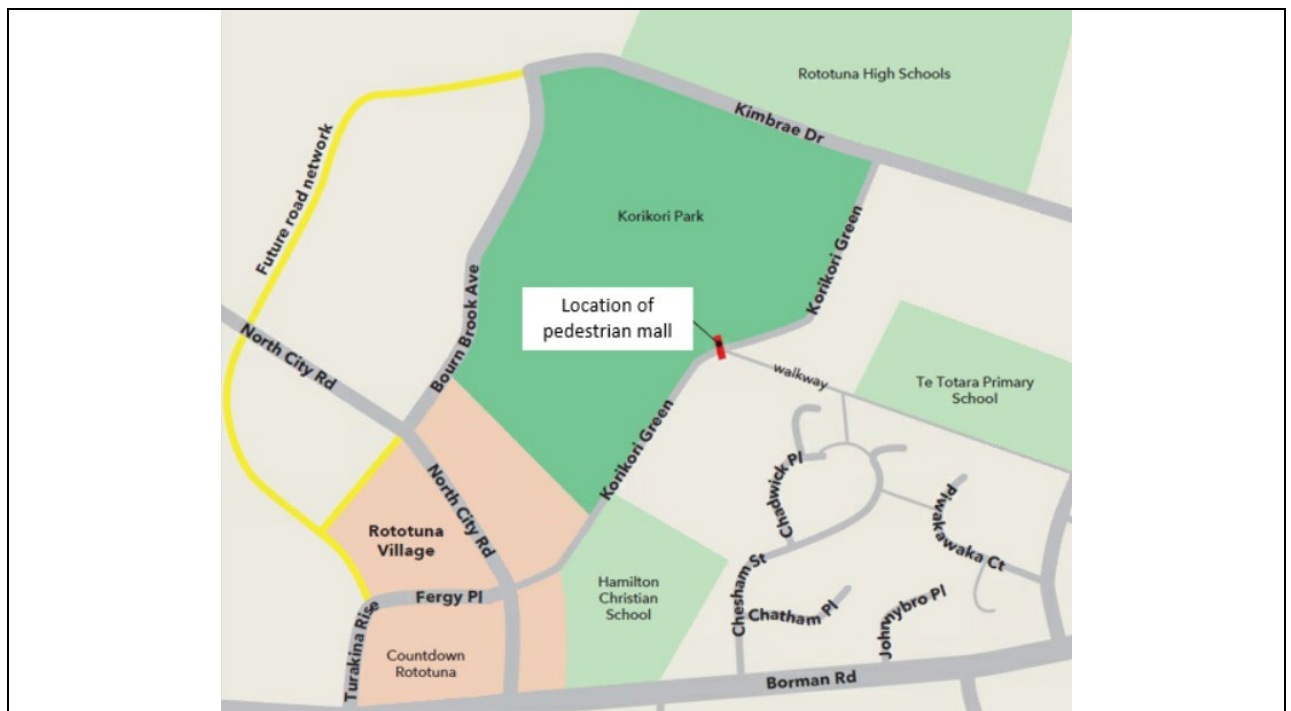 Rototuna High Schools
Kimbrae Dr
Future road network
Korikori Park
Korikori Green
Location of
pedestrian mall
Bourn Brook Ave
North City Rd
walkway
Te Totara Primary
School
Korikori Green
Chadwick Pl
Piwakawaka Ct
North City Rd
Rototuna
Village
Hamilton
Christian
School
Fergy Pl
Chesham St
Chatham Pl
Johnnybro Pl
Turakina Rise
Countdown
Rototuna
Borman Rd